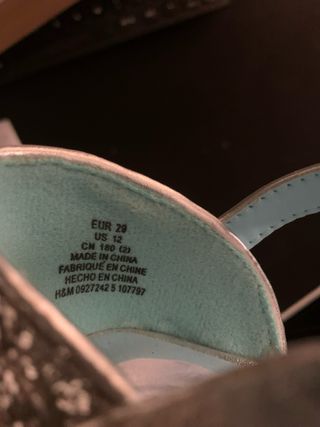 EUR 29
US 12
CN 180 (2)
MADE IN CHINA
FABRIQUÉ EN CHINE
HECHO EN CHINA
H&M 0927242 5 107797